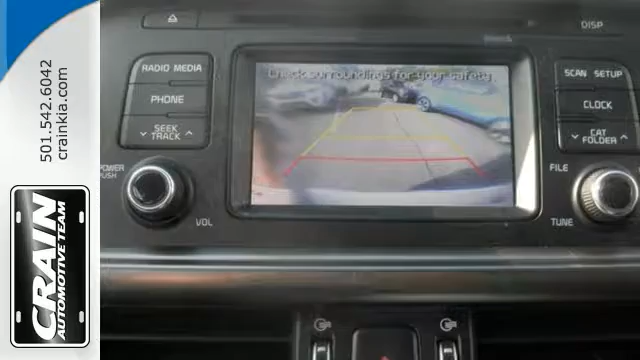 501.542.6042
crainkia.com
CRAIN
AUTOMOTIVE TEAM
DISP
RADIO MEDIA
PHONE
SEEK
TRACK
POWER
PUSH
VOL
Check surroundings for your safety
SCAN SETUP
CLOCK
CAT
FOLDER
FILE
TUNE